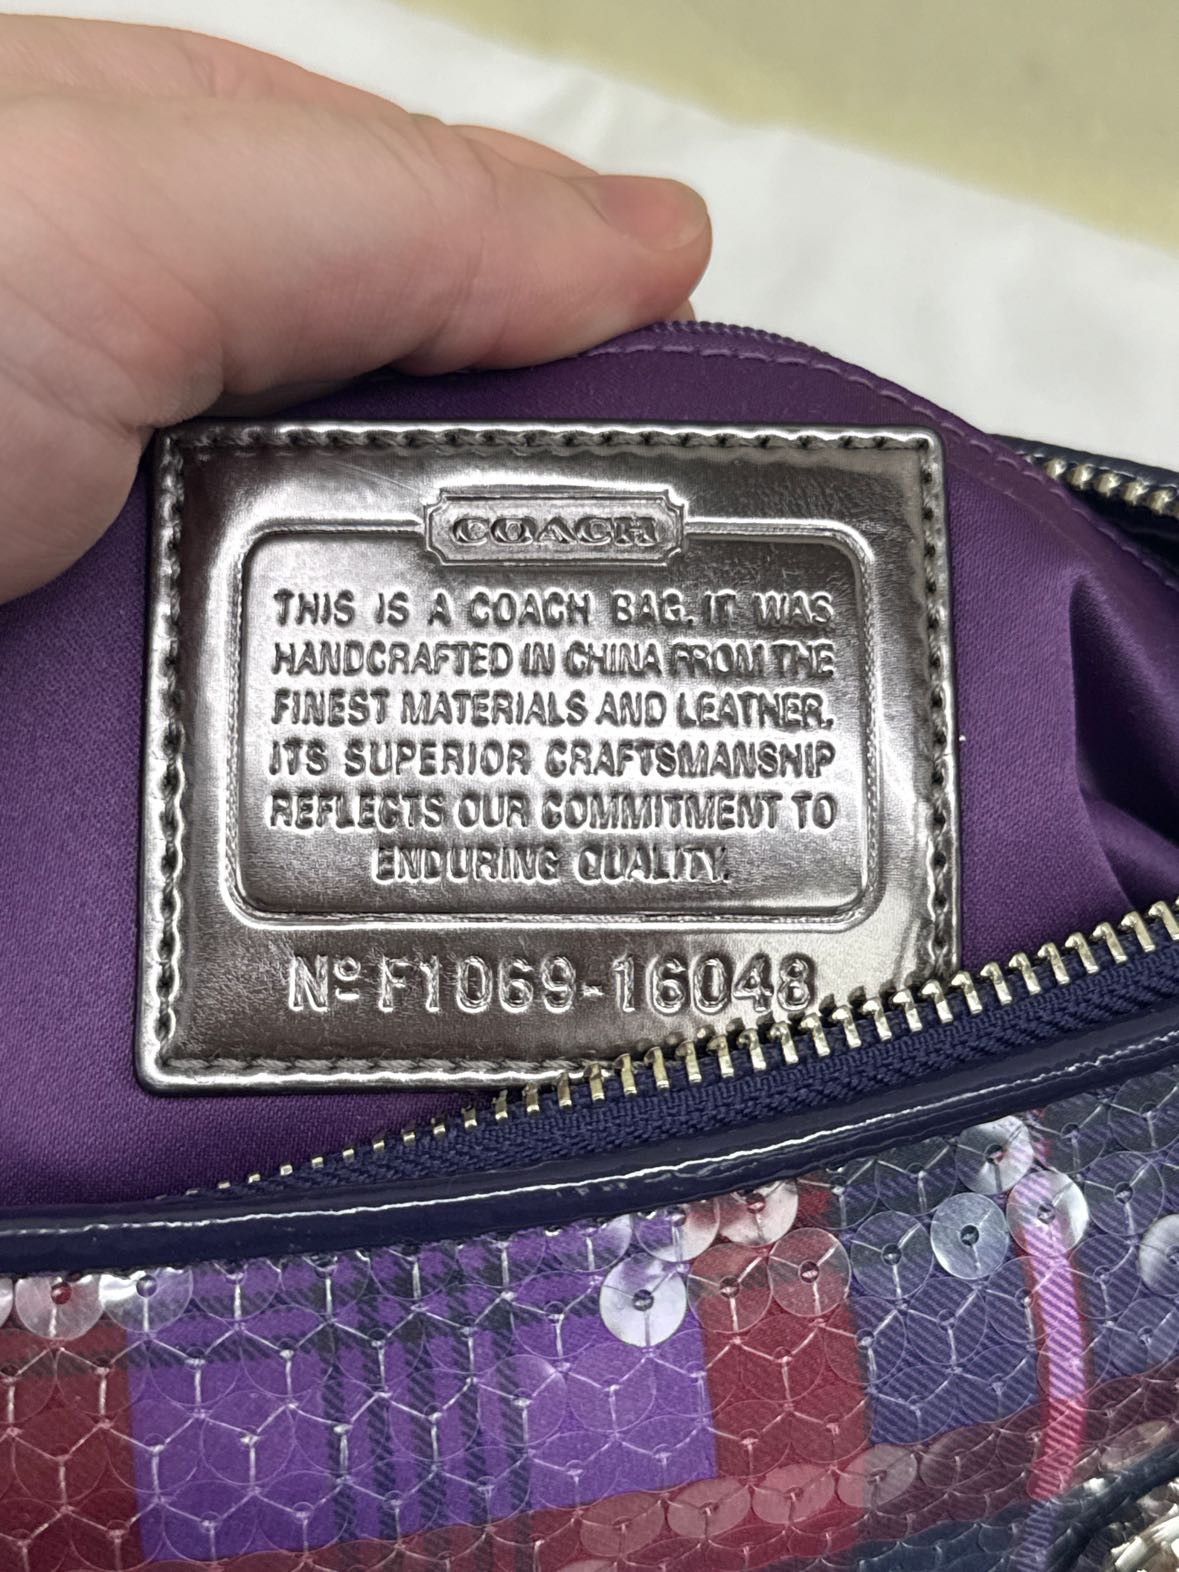 COACH
THIS IS A COACH BAG. IT WAS
HANDCRAFTED IN CHINA FROM THE
FINEST MATERIALS AND LEATHER.
ITS SUPERIOR CRAFTSMANSHIP
REFLECTS OUR COMMITMENT TO
ENDURING QUALITY.
Nº F1069-16048